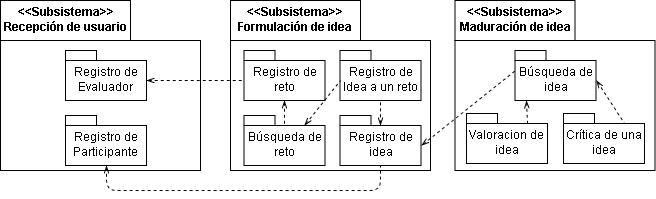 <<Subsistema>>
Recepción de usuario
Registro de
Evaluador
Registro de
Participante
<<Subsistema>>
Formulación de idea
Registro de
reto
Registro de
Idea a un reto
Búsqueda de
reto
Registro de
idea
<<Subsistema>>
Maduración de idea
Búsqueda de
idea
Valoracion de
idea
Crítica de una
idea